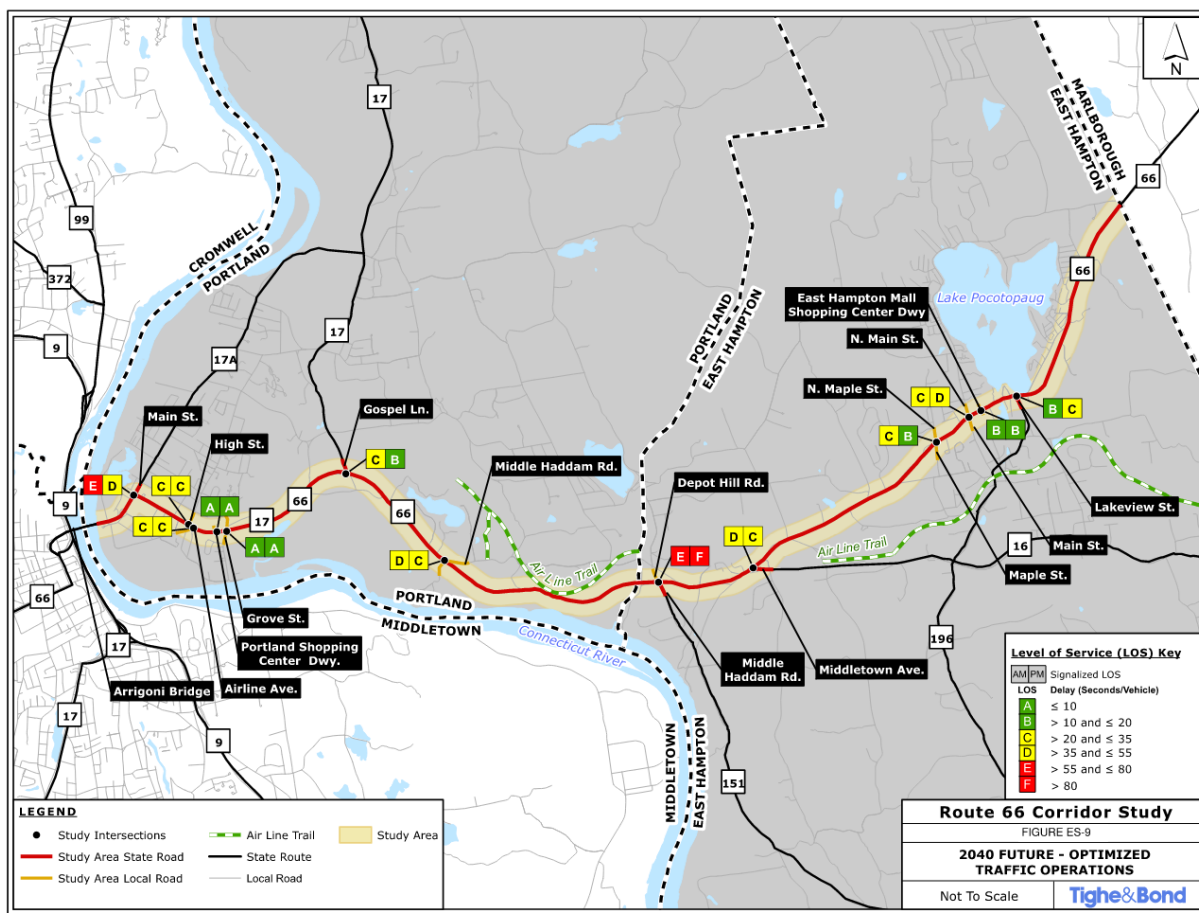 N
17
MARLBOROUGH
EAST HAMPTON
66
99
CROMWELL
PORTLAND
372
9
17A
17
66
Lake Pocotopaug
East Hampton Mall
Shopping Center Dwy
N. Main St.
PORTLAND
EAST HAMPTON
N. Maple St.
Main St.
Gospel Ln.
High St.
C D
B C
C B
B B
C B
Middle Haddam Rd.
Depot Hill Rd.
E D
C C
9
A A
17
66
66
C C
A A
Lakeview St.
D C
D C
E F
Air Line Trail
Air Line Trail
16
Main St.
Maple St.
66
PORTLAND
MIDDLETOWN
Connecticut River
Grove St.
Portland Shopping
Center Dwy.
17
196
Middle
Haddam Rd.
Middletown Ave.
Arrigoni Bridge
Airline Ave.
17
9
151
MIDDLETOWN
EAST HAMPTON
Level of Service (LOS) Key
AM PM Signalized LOS
LOS Delay (Seconds/Vehicle)
A ≤ 10
B > 10 and ≤ 20
C > 20 and ≤ 35
D > 35 and ≤ 55
E > 55 and ≤ 80
F > 80
LEGEND
Study Intersections
Air Line Trail
Study Area
Study Area State Road
State Route
Study Area Local Road
Local Road
Route 66 Corridor Study
FIGURE ES-9
2040 FUTURE - OPTIMIZED
TRAFFIC OPERATIONS
Not To Scale
Tighe&Bond